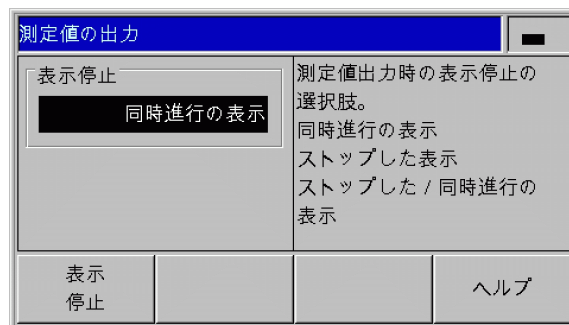 測定値の出力
表示停止
同時進行の表示
測定値出力時の表示停止の
選択肢。
同時進行の表示
ストップした表示
ストップした / 同時進行の
表示
表示
停止
ヘルプ